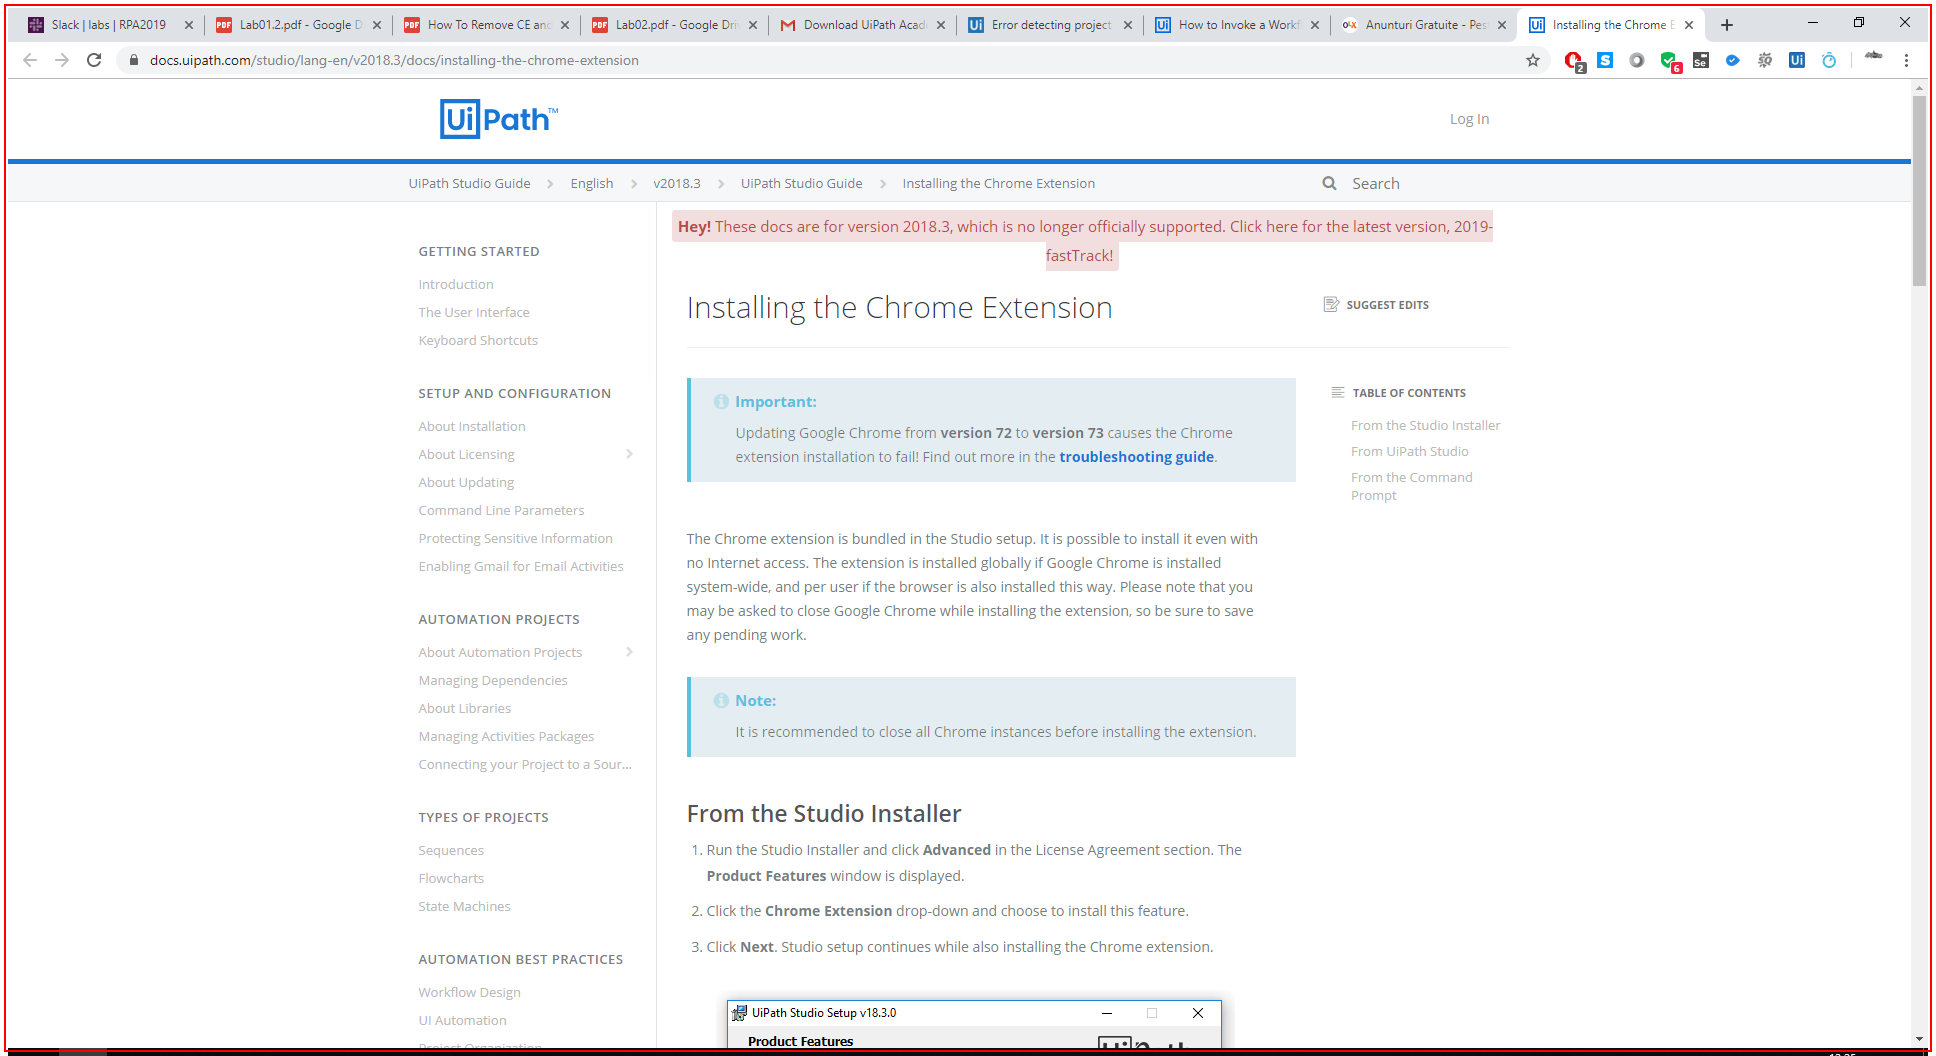 Slack | labs | RPA2019
Lab01.2.pdf - Google D
How To Remove CE and
Lab02.pdf - Google Dri
Download UiPath Acad
Error detecting project
How to Invoke a Workf
Anunturi Gratuite - Pes
Installing the Chrome E
docs.uipath.com/studio/lang-en/v2018.3/docs/installing-the-chrome-extension
2
6
Se
Ui
UiPath™
Log In
UiPath Studio Guide
English
v2018.3
UiPath Studio Guide
Installing the Chrome Extension
Search
Hey! These docs are for version 2018.3, which is no longer officially supported. Click here for the latest version, 2019-
fastTrack!
GETTING STARTED
Introduction
The User Interface
Keyboard Shortcuts
SETUP AND CONFIGURATION
About Installation
About Licensing
About Updating
Command Line Parameters
Protecting Sensitive Information
Enabling Gmail for Email Activities
AUTOMATION PROJECTS
About Automation Projects
Managing Dependencies
About Libraries
Managing Activities Packages
Connecting your Project to a Sour...
TYPES OF PROJECTS
Sequences
Flowcharts
State Machines
AUTOMATION BEST PRACTICES
Workflow Design
UI Automation
Project Organization
Installing the Chrome Extension
SUGGEST EDITS
Important:
Updating Google Chrome from version 72 to version 73 causes the Chrome
extension installation to fail! Find out more in the troubleshooting guide.
TABLE OF CONTENTS
From the Studio Installer
From UiPath Studio
From the Command
Prompt
The Chrome extension is bundled in the Studio setup. It is possible to install it even with
no Internet access. The extension is installed globally if Google Chrome is installed
system-wide, and per user if the browser is also installed this way. Please note that you
may be asked to close Google Chrome while installing the extension, so be sure to save
any pending work.
Note:
It is recommended to close all Chrome instances before installing the extension.
From the Studio Installer
1. Run the Studio Installer and click Advanced in the License Agreement section. The
Product Features window is displayed.
2. Click the Chrome Extension drop-down and choose to install this feature.
3. Click Next. Studio setup continues while also installing the Chrome extension.
UiPath Studio Setup v18.3.0
Product Features